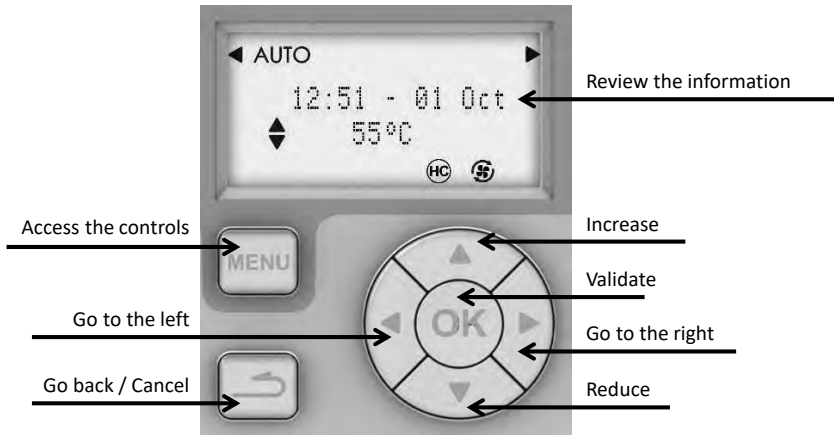 AUTO
12:51 - 01 Oct
55ºC
HC
Review the information
Access the controls
MENU
Increase
Validate
OK
Go to the left
Go to the right
Go back / Cancel
Reduce